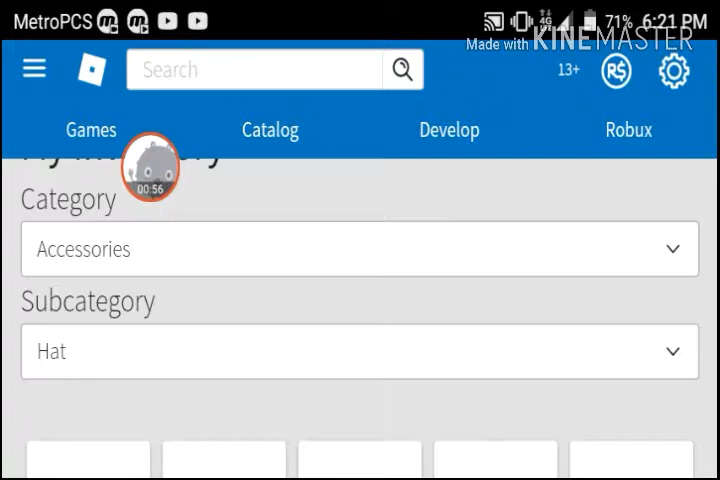 MetroPCS 4G 71% 6:21 PM
Made with KINEMASTER
Search 13+ R$
Games Catalog Develop Robux
00:56
Category
Accessories
Subcategory
Hat